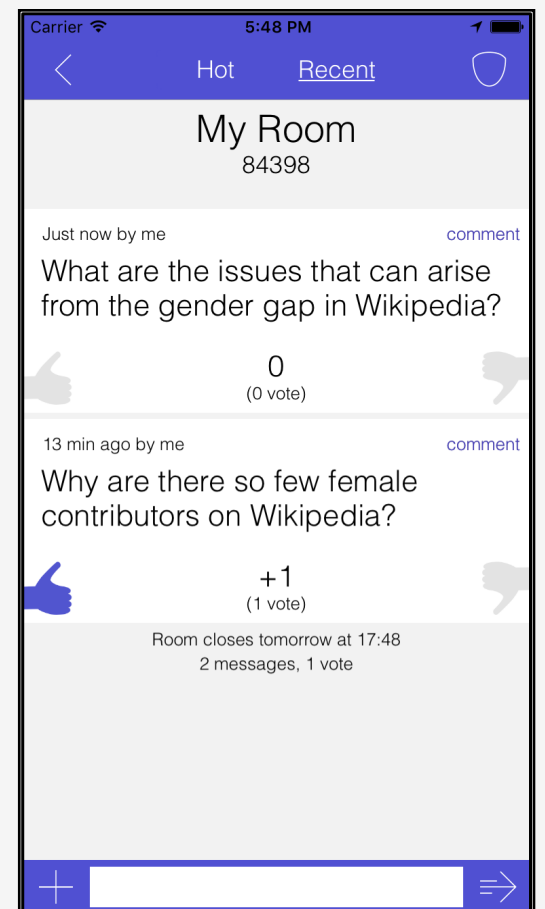 Carrier 5:48 PM
Hot Recent
My Room
84398
Just now by me comment
What are the issues that can arise
from the gender gap in Wikipedia?
0
(0 vote)
13 min ago by me comment
Why are there so few female
contributors on Wikipedia?
+1
(1 vote)
Room closes tomorrow at 17:48
2 messages, 1 vote